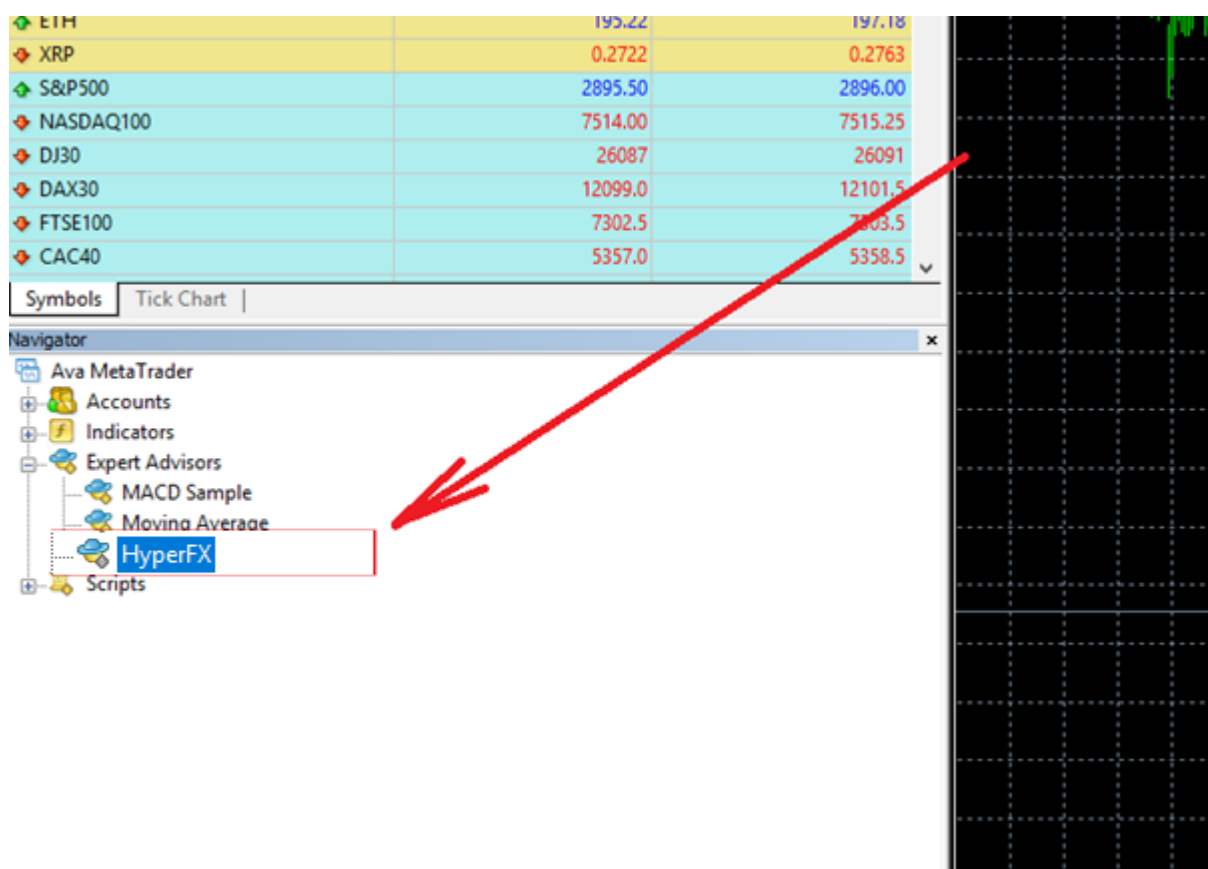 ETH 195.22 197.18
XRP 0.2722 0.2763
S&P500 2895.50 2896.00
NASDAQ100 7514.00 7515.25
DJ30 26087 26091
DAX30 12099.0 12101.5
FTSE100 7302.5 7303.5
CAC40 5357.0 5358.5
Symbols Tick Chart |
Navigator
Ava MetaTrader
Accounts
Indicators
Expert Advisors
MACD Sample
Moving Average
HyperFX
Scripts